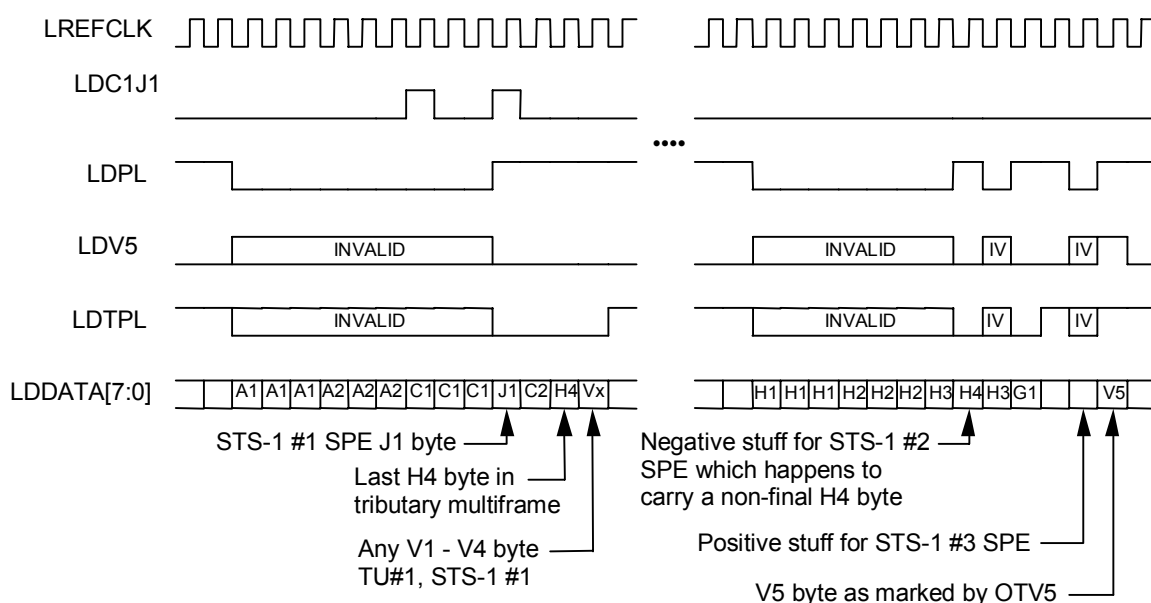 LREFCLK
LDC1J1
....
LDPL
LDV5 INVALID INVALID IV IV
LDTPL INVALID INVALID IV IV
LDDATA[7:0] A1 A1 A1 A2 A2 A2 C1 C1 C1 J1 C2 H4 Vx H1 H1 H1 H2 H2 H2 H3 H4 H3 G1 V5
STS-1 #1 SPE J1 byte
Last H4 byte in
tributary multiframe
Any V1 - V4 byte
TU#1, STS-1 #1
Negative stuff for STS-1 #2
SPE which happens to
carry a non-final H4 byte
Positive stuff for STS-1 #3 SPE
V5 byte as marked by OTV5